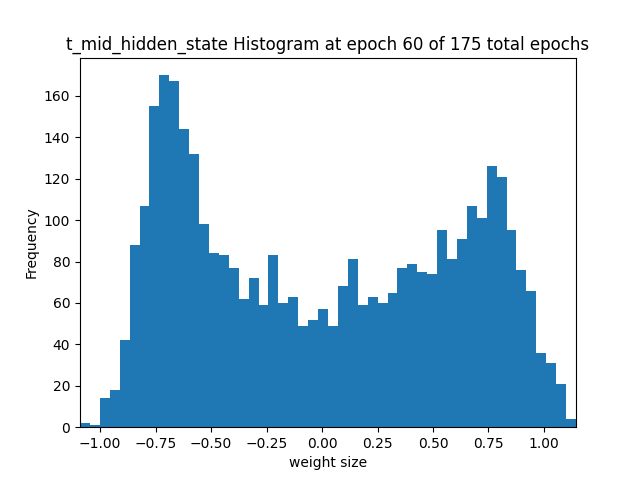 t_mid_hidden_state Histogram at epoch 60 of 175 total epochs
Frequency
160
140
120
100
80
60
40
20
0
−1.00 −0.75 −0.50 −0.25 0.00 0.25 0.50 0.75 1.00
weight size